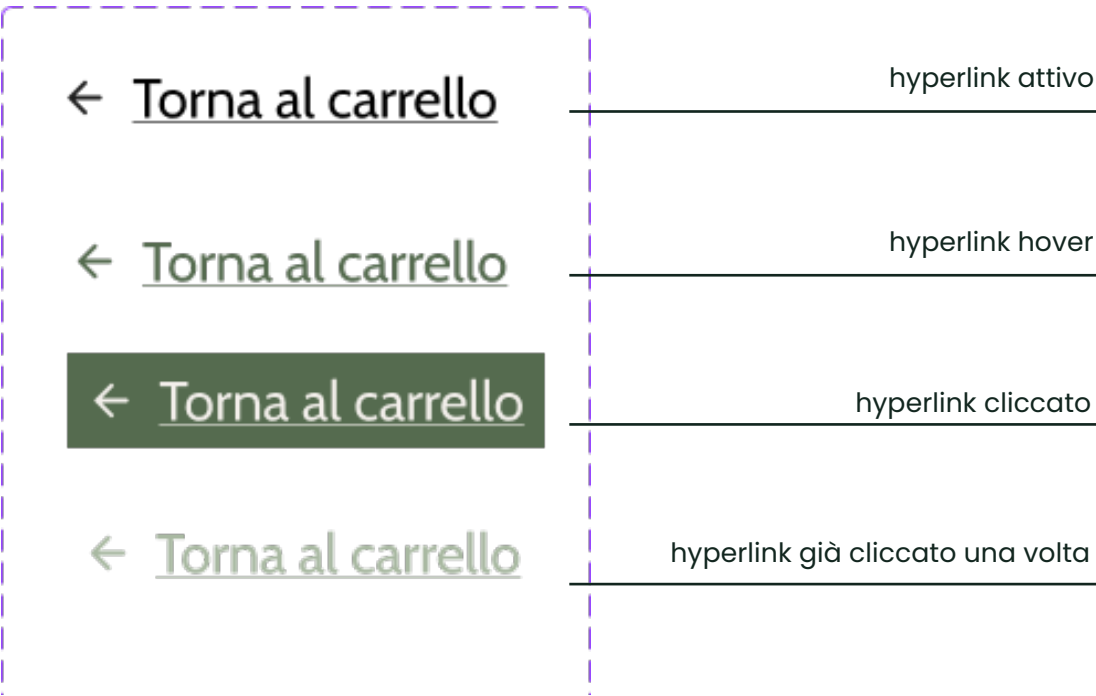 ← Torna al carrello
hyperlink attivo
← Torna al carrello
hyperlink hover
← Torna al carrello
hyperlink cliccato
← Torna al carrello
hyperlink già cliccato una volta